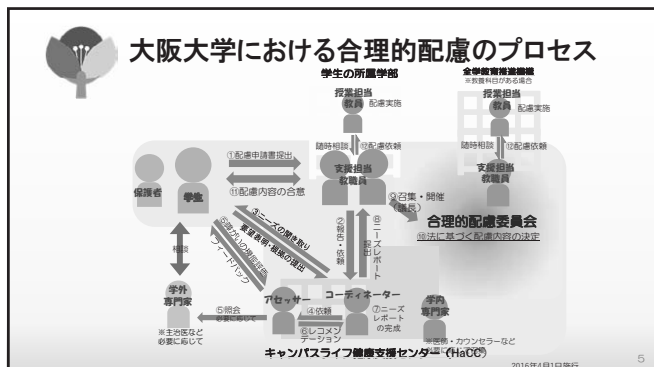 大阪大学における合理的配慮のプロセス
学生の所属学部
授業担当
教員
配慮実施
随時相談
⑫配慮依頼
全学教育推進機構
※教養科目がある場合
授業担当
教員
配慮実施
随時相談
⑫配慮依頼
支援担当
教職員
支援担当
教職員
①配慮申請書提出
⑪配慮内容の合意
保護者
学生
⑨召集・開催
(議長)
合理的配慮委員会
⑩法に基づく配慮内容の決定
③ニーズの聞き取り
意思表明・根拠の提出
フィードバック
②報告・依頼
⑧ニーズレポート
提出
相談
学外
専門家
※主治医など
必要に応じて
⑤照会
必要に応じて
アセッサー
④依頼
⑥レコメン
デーション
コーディネーター
⑦ニーズ
レポート
の完成
学内
専門家
※医師・カウンセラーなど
キャンパスライフ健康支援センター（HaCC）
2016年4月1日施行
5